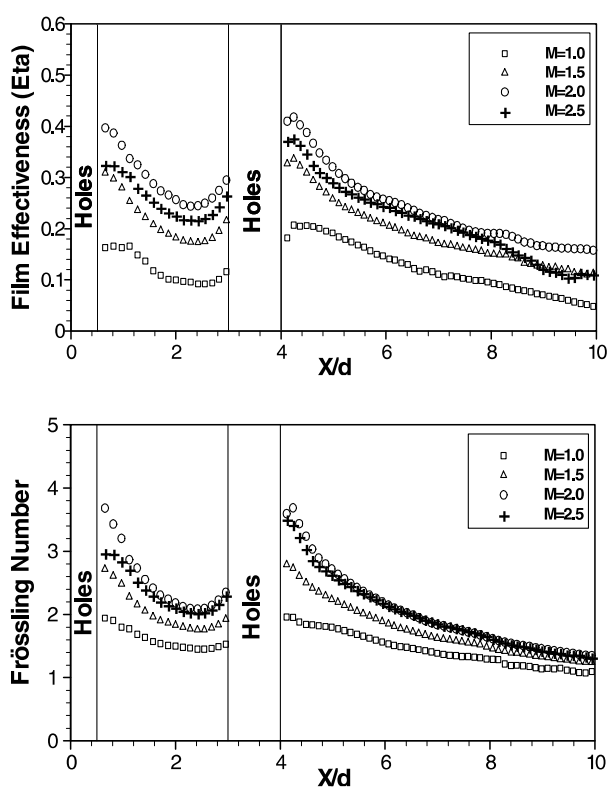 0.6
0.5
0.4
0.3
0.2
0.1
0
Film Effectiveness (Eta)
Holes
Holes
M=1.0
M=1.5
M=2.0
M=2.5
0 2 4 6 8 10
X/d
5
4
3
2
1
0
Frössling Number
Holes
Holes
M=1.0
M=1.5
M=2.0
M=2.5
0 2 4 6 8 10
X/d